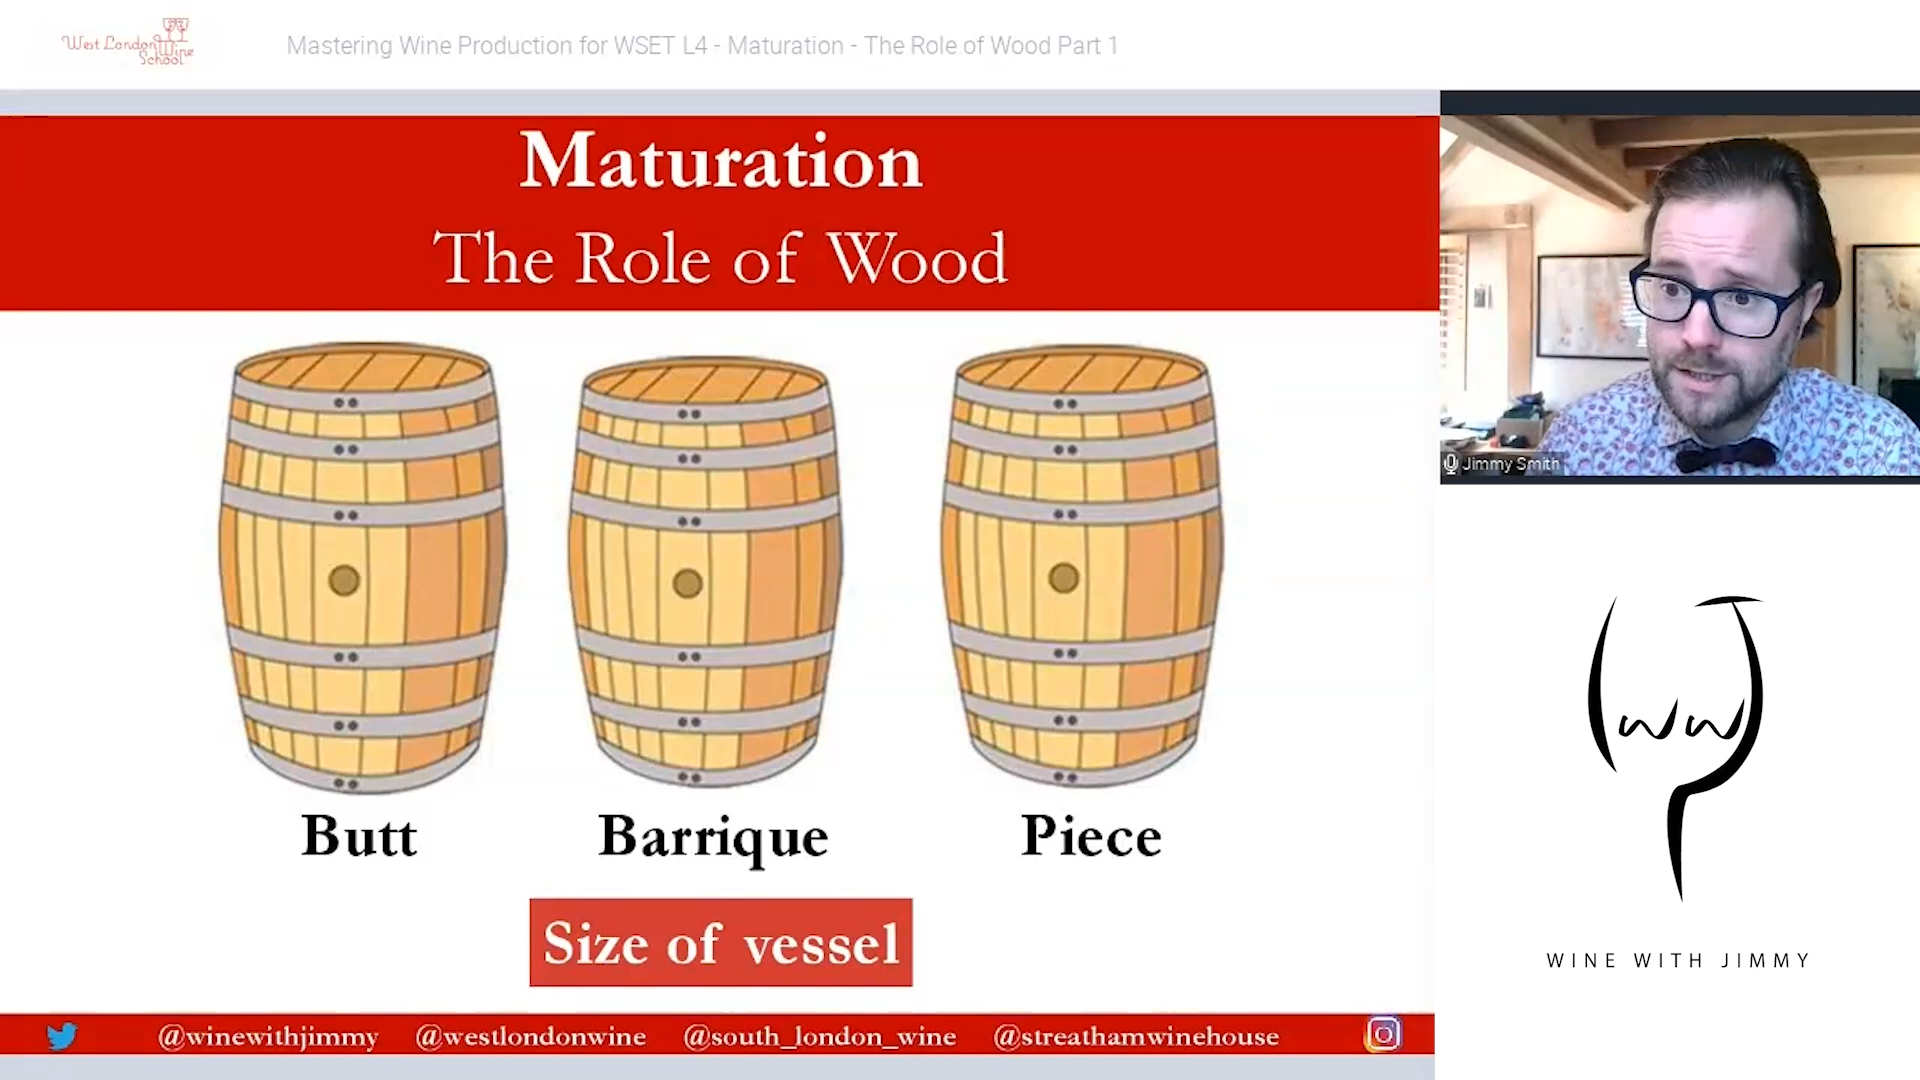 West London Wine School
Mastering Wine Production for WSET L4 - Maturation - The Role of Wood Part 1
Maturation
The Role of Wood
Jimmy Smith
Butt Barrique Piece
Size of vessel
WW
WINE WITH JIMMY
@winewithjimmy @westlondonwine @south_london_wine @streathamwinehouse